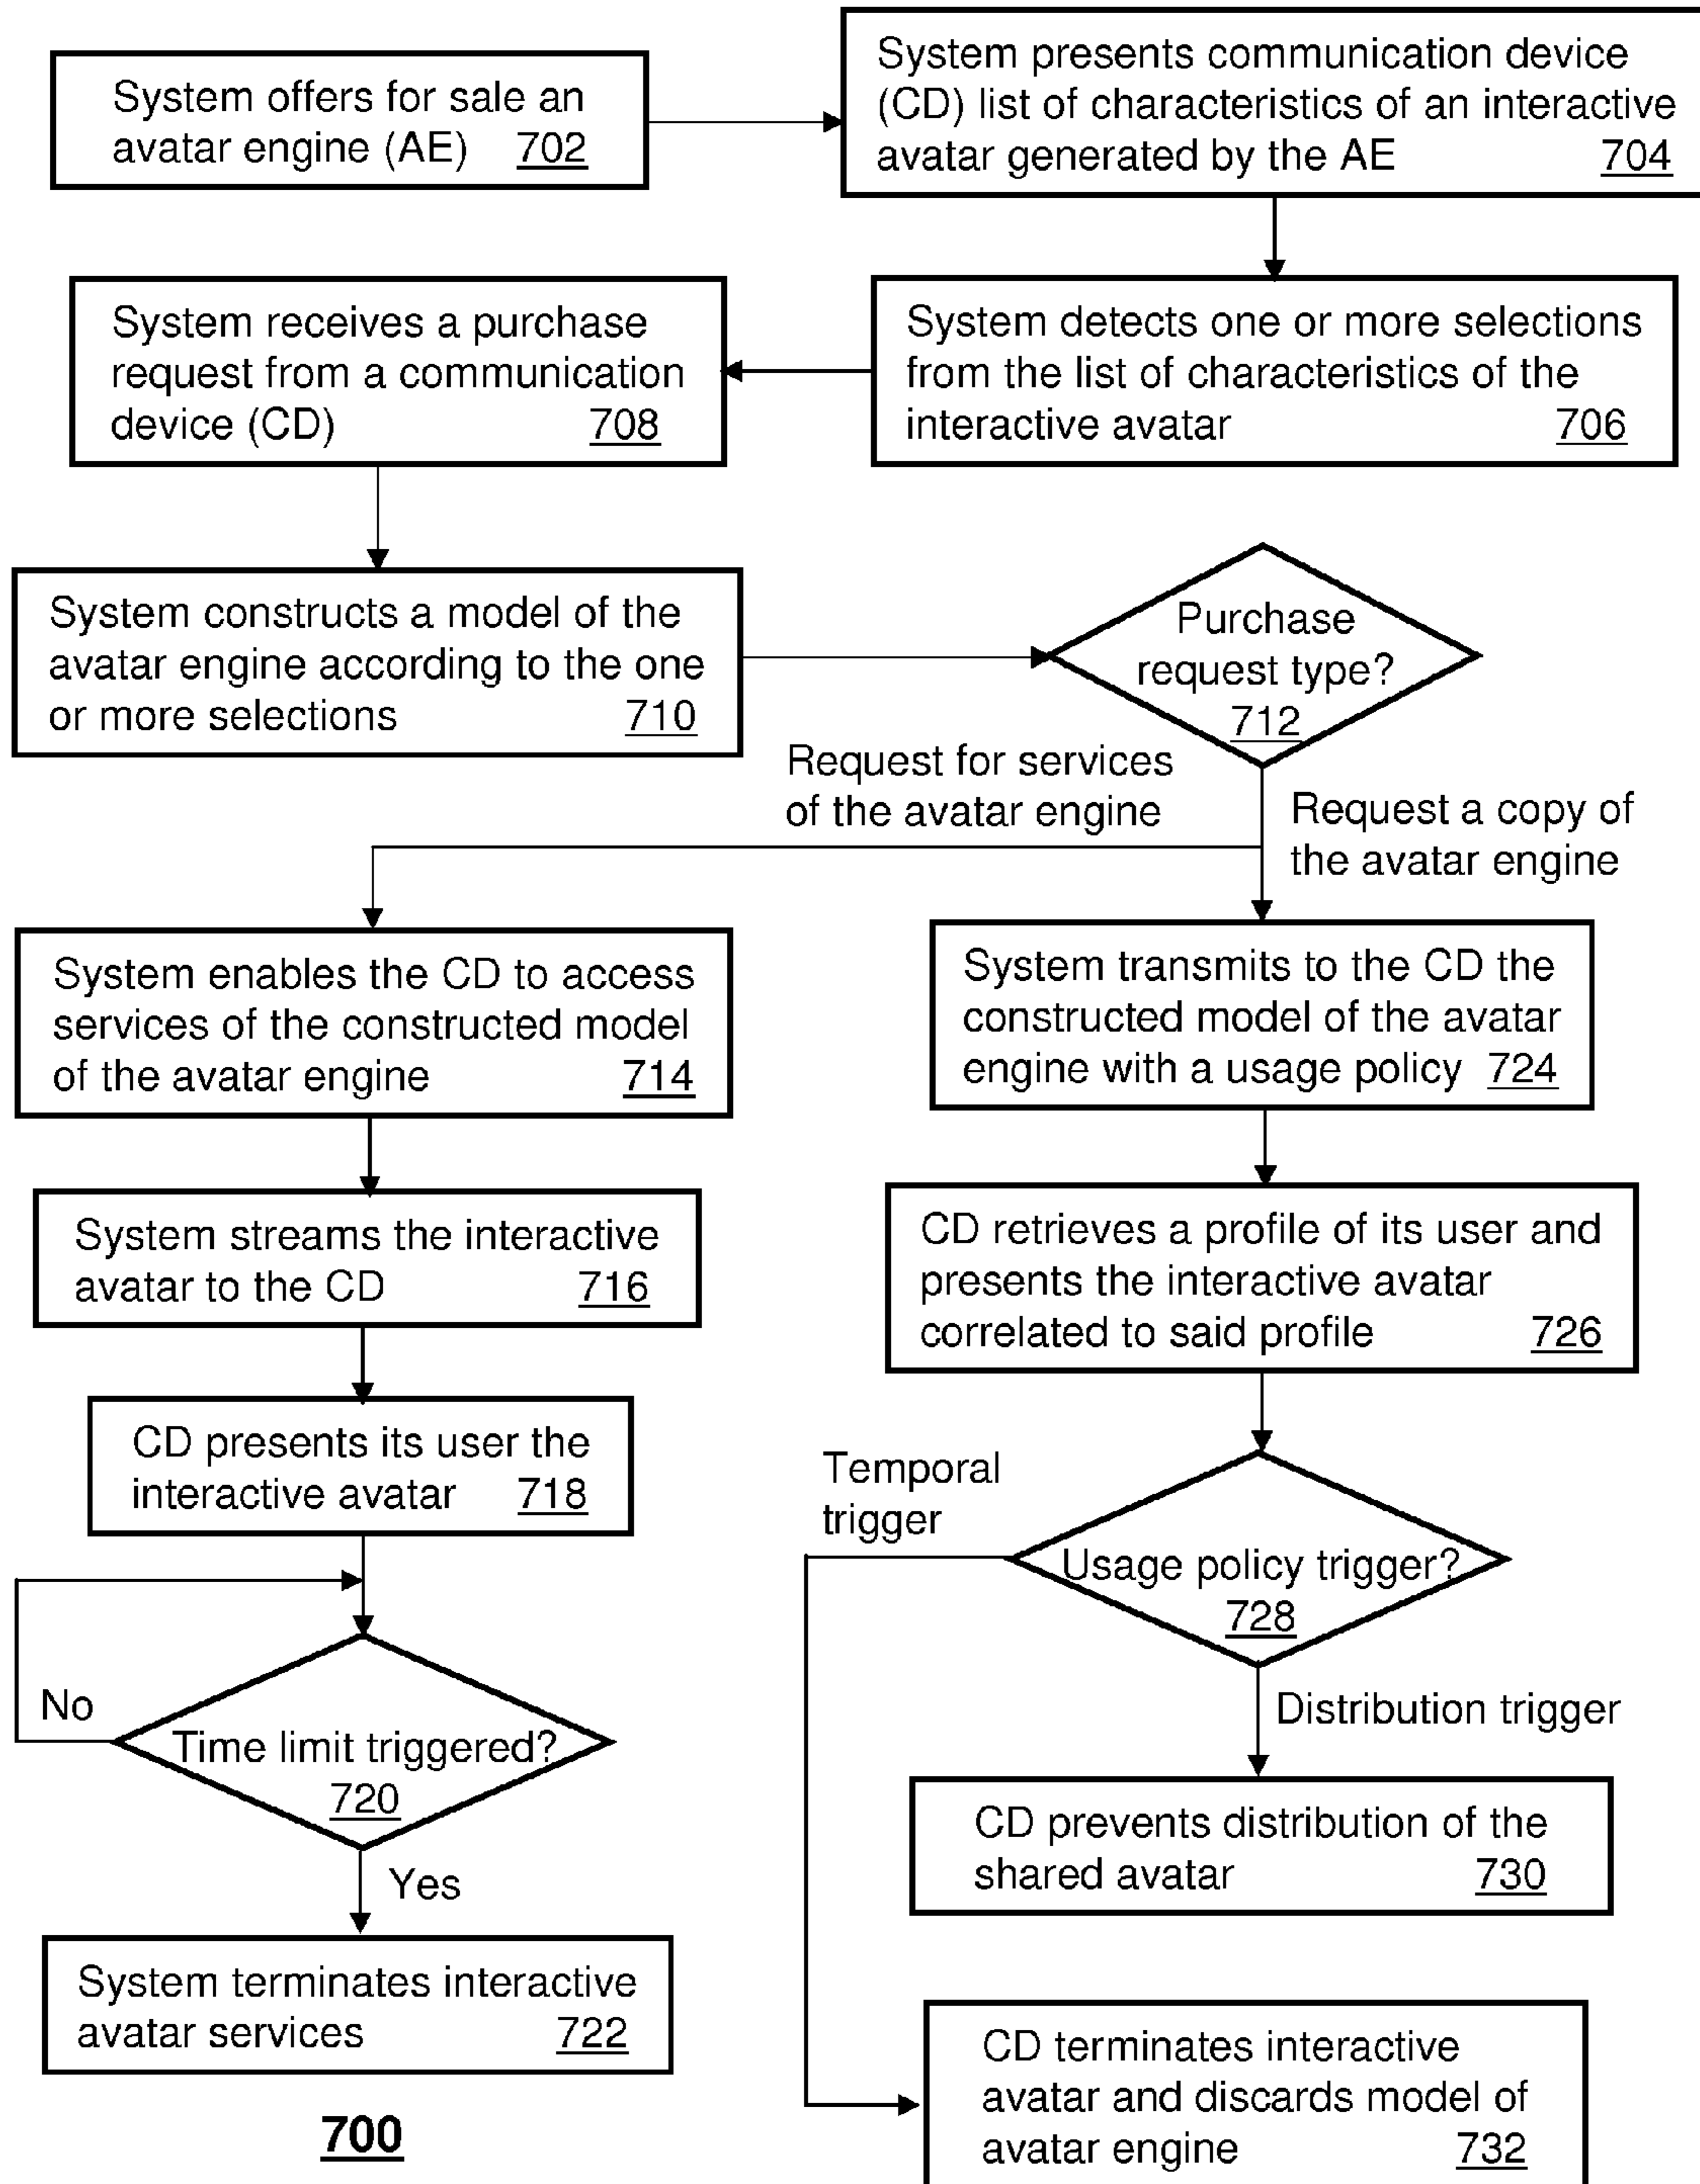 System offers for sale an
avatar engine (AE) 702
System presents communication device
(CD) list of characteristics of an interactive
avatar generated by the AE 704
System receives a purchase
request from a communication
device (CD) 708
System detects one or more selections
from the list of characteristics of the
interactive avatar 706
System constructs a model of the
avatar engine according to the one
or more selections 710
Purchase
request type?
712
Request for services
of the avatar engine
Request a copy of
the avatar engine
System enables the CD to access
services of the constructed model
of the avatar engine 714
System transmits to the CD the
constructed model of the avatar
engine with a usage policy 724
System streams the interactive
avatar to the CD 716
CD retrieves a profile of its user and
presents the interactive avatar
correlated to said profile 726
CD presents its user the
interactive avatar 718
Temporal
trigger
Usage policy trigger?
728
No
Time limit triggered?
720
Distribution trigger
CD prevents distribution of the
shared avatar 730
Yes
System terminates interactive
avatar services 722
CD terminates interactive
avatar and discards model of
avatar engine 732
700